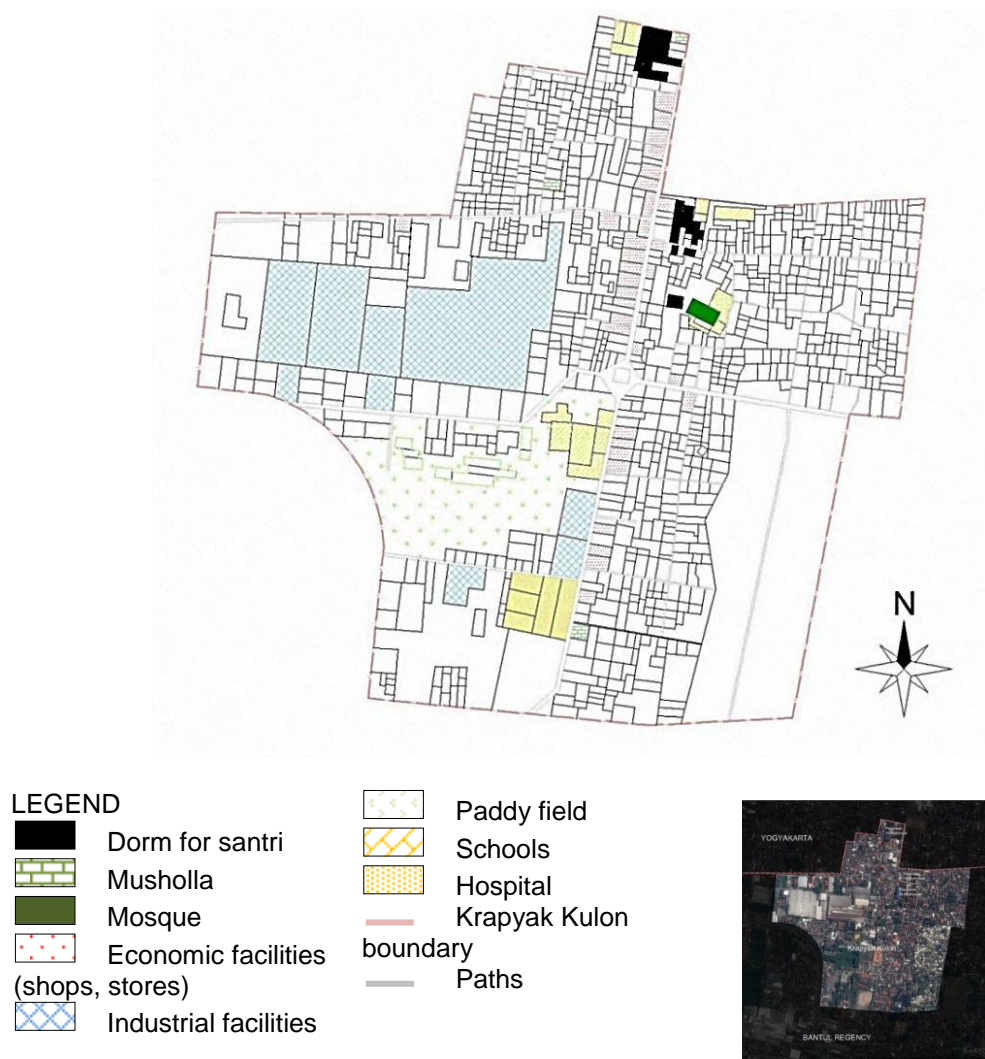 N
LEGEND
Dorm for santri
Musholla
Mosque
Economic facilities
(shops, stores)
Industrial facilities
Paddy field
Schools
Hospital
Krapyak Kulon
boundary
Paths
YOGYAKARTA
Krapyak Kulon
BANTUL REGENCY